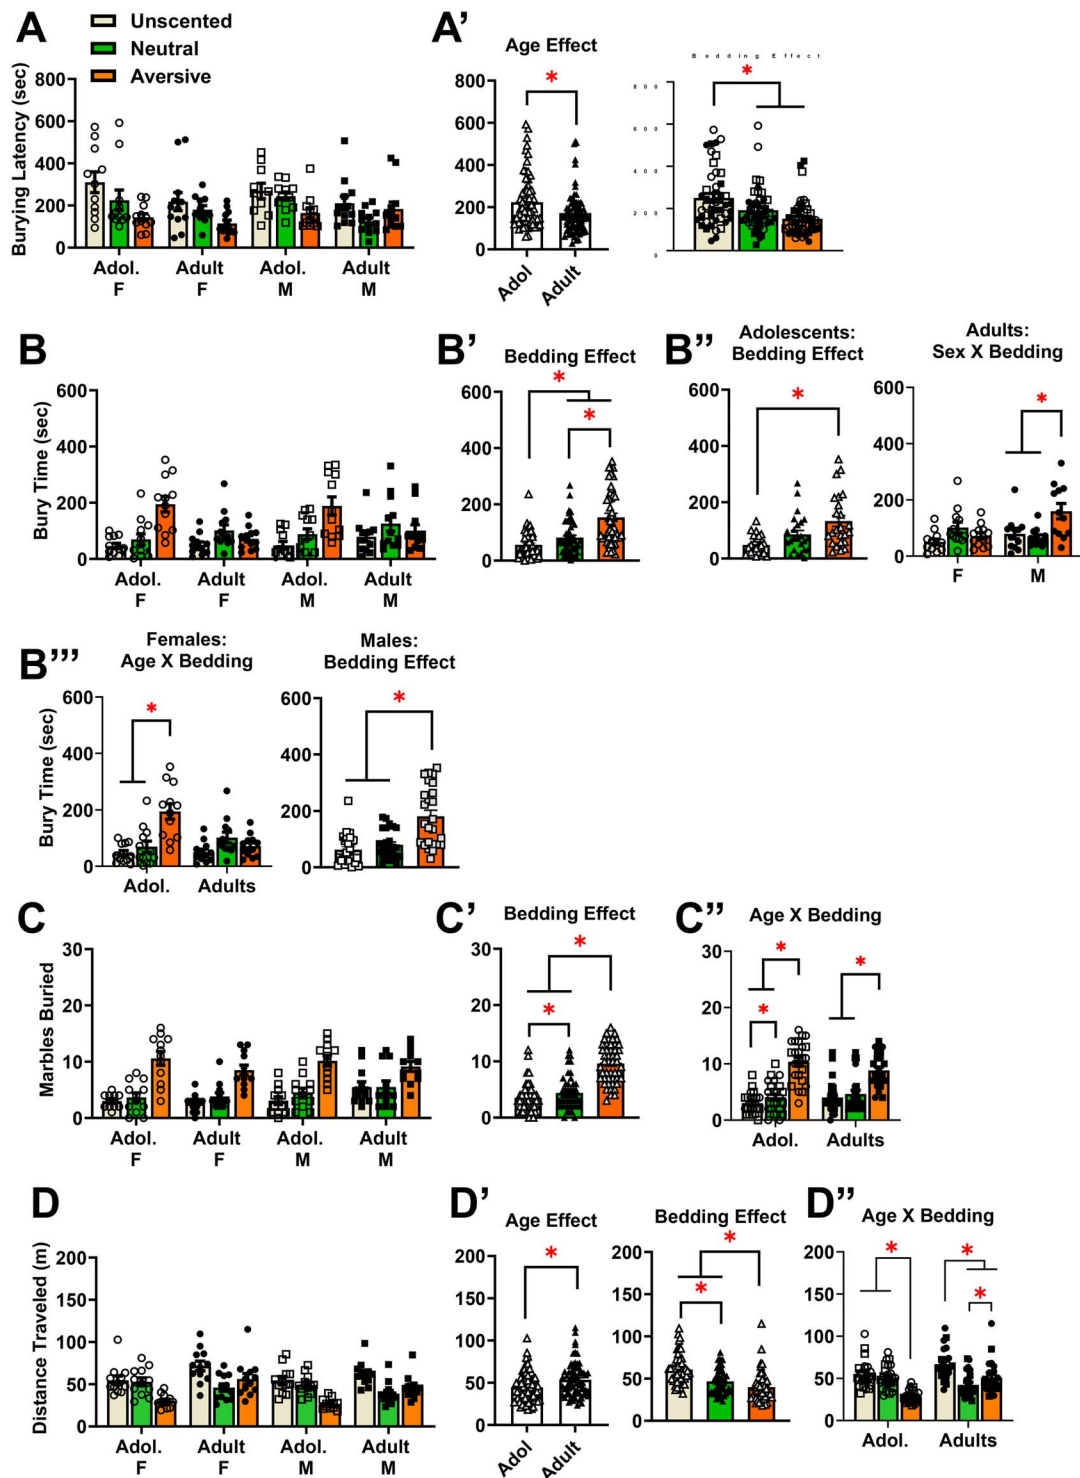 A
Unscented
Neutral
Aversive
Burying Latency (sec)
800
600
400
200
0
Adol.
F
Adult
F
Adol.
M
Adult
M
A’
Age Effect
*
800
600
400
200
0
Adol
Adult
Bedding Effect
*
800
600
400
200
0
B
Bury Time (sec)
600
400
200
0
Adol.
F
Adult
F
Adol.
M
Adult
M
B’
Bedding Effect
*
*
600
400
200
0
B’’
Adolescents:
Bedding Effect
*
600
400
200
0
Adults:
Sex X Bedding
*
600
400
200
0
F
M
B’’’
Females:
Age X Bedding
*
Bury Time (sec)
600
400
200
0
Adol.
Adults
Males:
Bedding Effect
*
600
400
200
0
C
Marbles Buried
30
20
10
0
Adol.
F
Adult
F
Adol.
M
Adult
M
C’
Bedding Effect
*
*
30
20
10
0
C’’
Age X Bedding
*
*
*
30
20
10
0
Adol.
Adults
D
Distance Traveled (m)
200
150
100
50
0
Adol.
F
Adult
F
Adol.
M
Adult
M
D’
Age Effect
*
200
150
100
50
0
Adol
Adult
Bedding Effect
*
*
200
150
100
50
0
D’’
Age X Bedding
*
*
*
200
150
100
50
0
Adol.
Adults